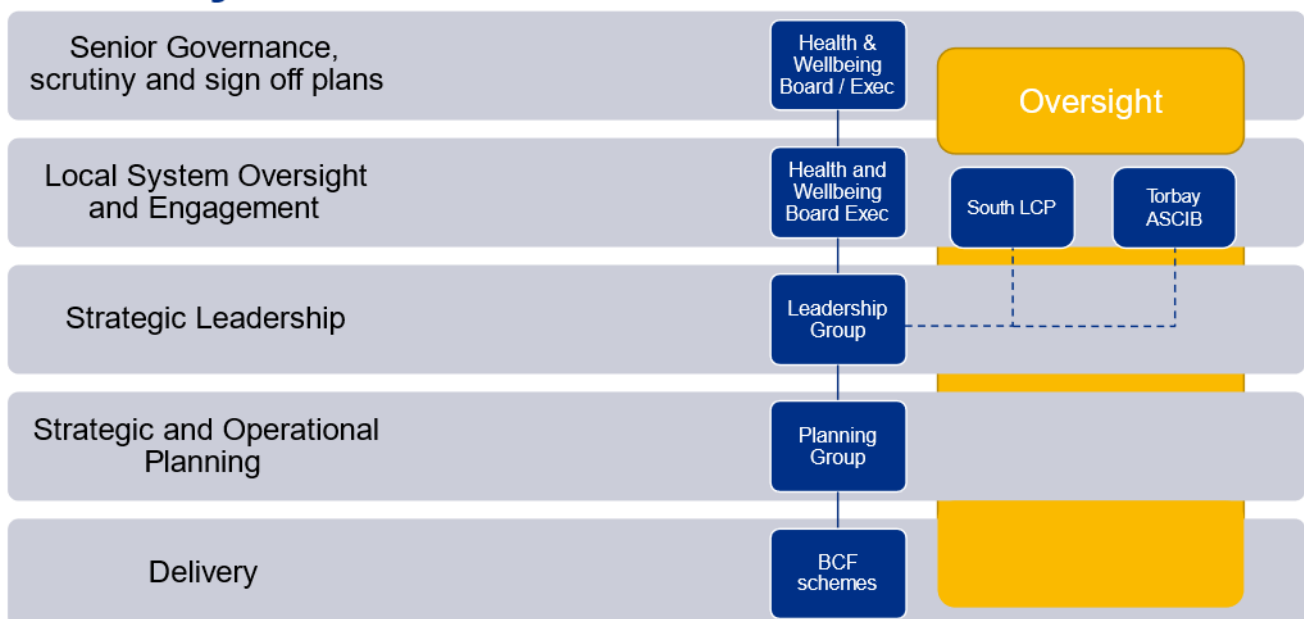 Senior Governance,
scrutiny and sign off plans
Health &
Wellbeing
Board / Exec
Oversight
Local System Oversight
and Engagement
Health and
Wellbeing
Board Exec
South LCP
Torbay
ASCIB
Strategic Leadership
Leadership
Group
Strategic and Operational
Planning
Planning
Group
Delivery
BCF
schemes